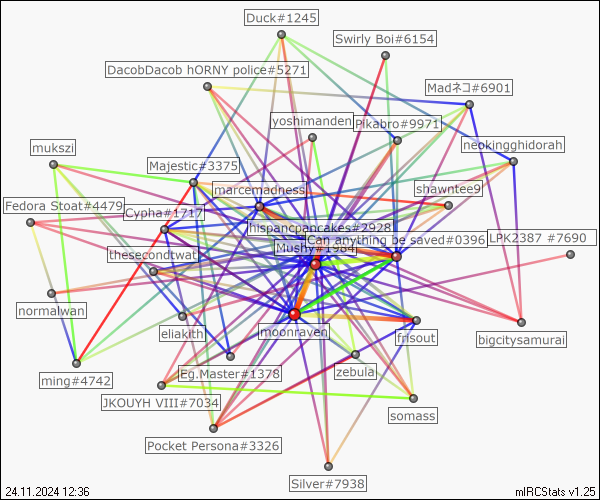 Duck#1245
Swirly Boi#6154
DacobDacob hORNY police#5271
Madネコ#6901
yoshimanden
Pikabro#9971
mukszi
neokingghidorah
Majestic#3375
marcemadness
shawntee9
Fedora Stoat#4479
Cypha#1717
hispancpancakes#2928
Can anything be saved#0396
LPK2387 #7690
Mushy#1984
thesecondtwat
normalwan
eliakith
moonraven
frisout
bigcitysamurai
ming#4742
Eg.Master#1378
zebula
JKOUYH VIII#7034
somass
Pocket Persona#3326
Silver#7938
24.11.2024 12:36
mIRCStats v1.25